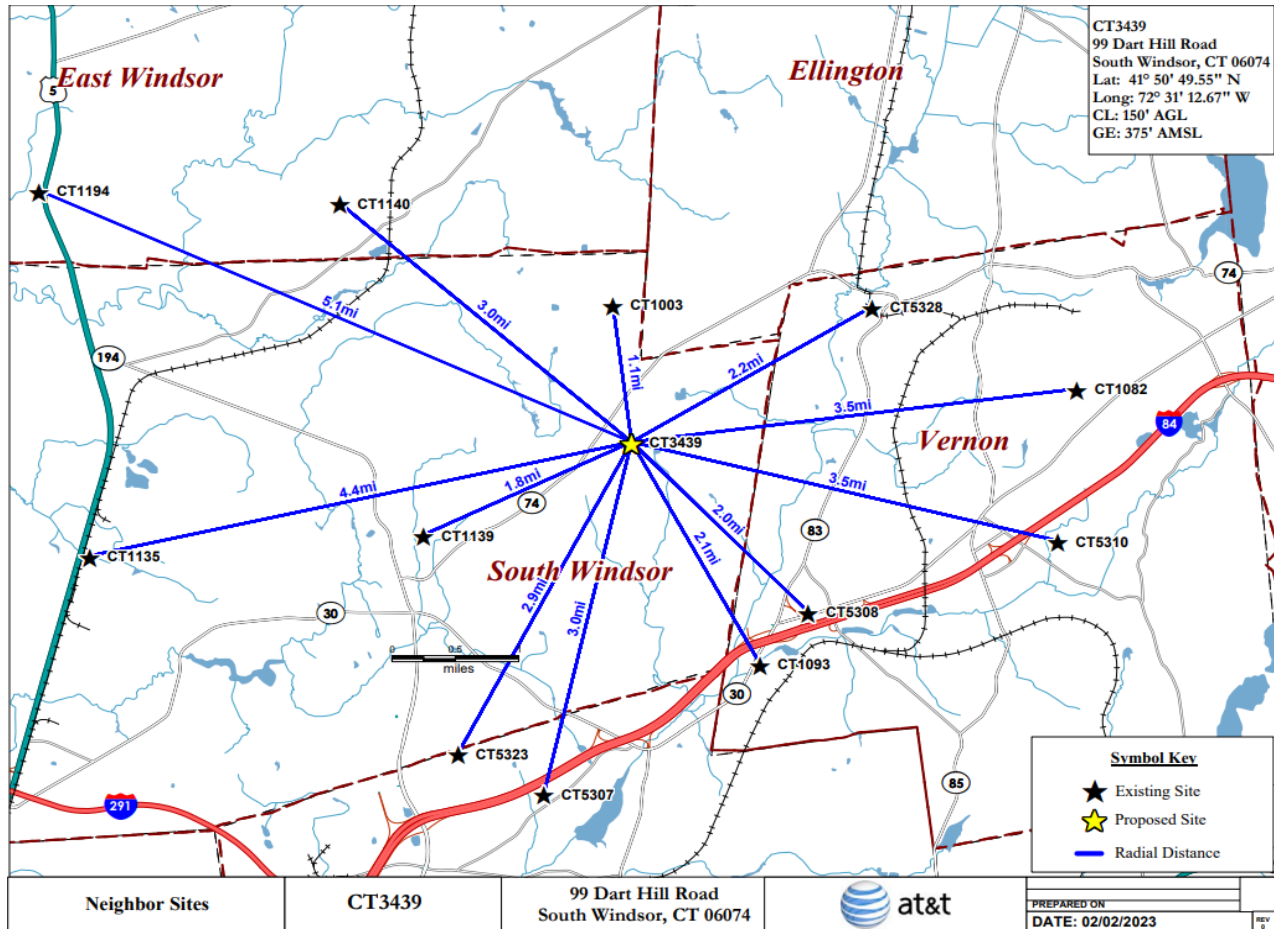 CT3439
99 Dart Hill Road
South Windsor, CT 06074
Lat: 41° 50' 49.55" N
Long: 72° 31' 12.67" W
CL: 150' AGL
GE: 375' AMSL
East Windsor
Ellington
5
CT1194
CT1140
74
5.1mi
3.0mi
CT1003
CT5328
194
1.1mi
2.2mi
CT1082
3.5mi
84
CT3439
Vernon
4.4mi
1.8mi
3.5mi
74
2.0mi
83
CT1139
2.1mi
CT5310
CT1135
South Windsor
2.9mi
3.0mi
30
CT5308
0 0.5 1
miles
CT1093
30
CT5323
CT5307
85
291
Symbol Key
Existing Site
Proposed Site
Radial Distance
Neighbor Sites
CT3439
99 Dart Hill Road
South Windsor, CT 06074
at&t
PREPARED ON
DATE: 02/02/2023
REV